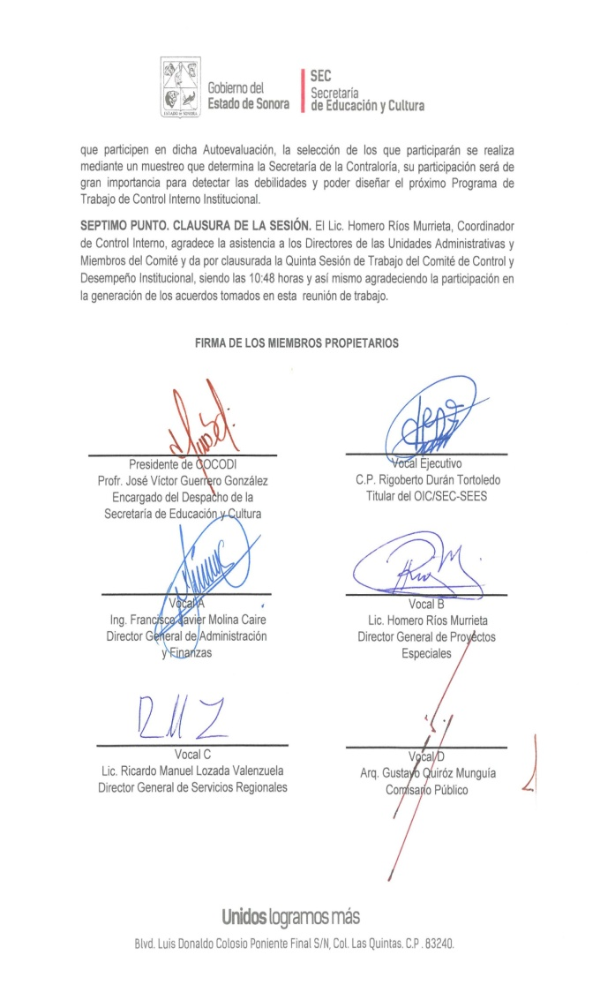 Gobierno del
Estado de Sonora
ESTADO DE SONORA
SEC
Secretaría
de Educación y Cultura
que participen en dicha Autoevaluación, la selección de los que participarán se realiza
mediante un muestreo que determina la Secretaría de la Contraloría, su participación será de
gran importancia para detectar las debilidades y poder diseñar el próximo Programa de
Trabajo de Control Interno Institucional.
SEPTIMO PUNTO. CLAUSURA DE LA SESIÓN. El Lic. Homero Ríos Murrieta, Coordinador
de Control Interno, agradece la asistencia a los Directores de las Unidades Administrativas y
Miembros del Comité y da por clausurada la Quinta Sesión de Trabajo del Comité de Control y
Desempeño Institucional, siendo las 10:48 horas y así mismo agradeciendo la participación en
la generación de los acuerdos tomados en esta reunión de trabajo.
FIRMA DE LOS MIEMBROS PROPIETARIOS
Presidente de COCODI
Profr. José Víctor Guerrero González
Encargado del Despacho de la
Secretaría de Educación y Cultura
Vocal Ejecutivo
C.P. Rigoberto Durán Tortoledo
Titular del OIC/SEC-SEES
Vocal A
Ing. Francisco Javier Molina Caire
Director General de Administración
y Finanzas
Vocal B
Lic. Homero Ríos Murrieta
Director General de Proyectos
Especiales
Vocal C
Lic. Ricardo Manuel Lozada Valenzuela
Director General de Servicios Regionales
Vocal D
Arq. Gustavo Quiróz Munguía
Comisario Público
Unidos logramos más
Blvd. Luis Donaldo Colosio Poniente Final S/N, Col. Las Quintas. C.P . 83240.